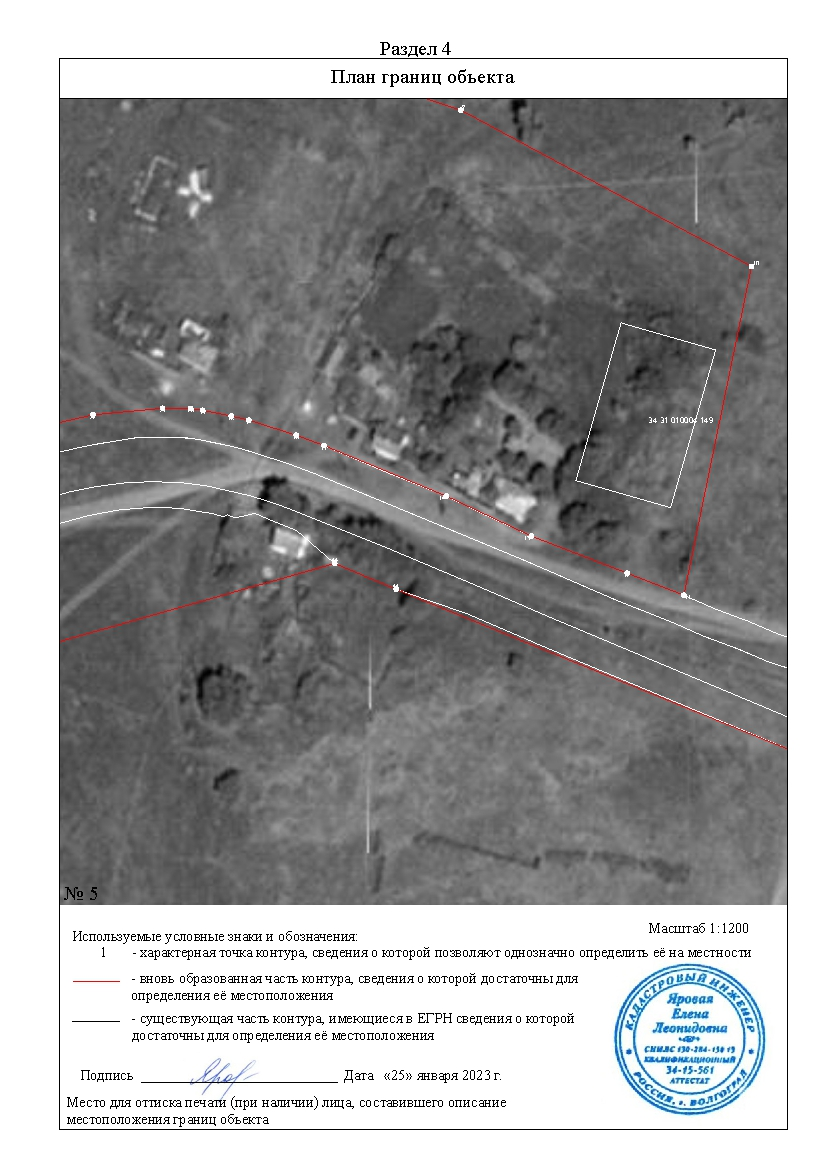 Раздел 4
План границ объекта
34 31 010004 149
№ 5
Масштаб 1:1200
Используемые условные знаки и обозначения:
1 - характерная точка контура, сведения о которой позволяют однозначно определить её на местности
- вновь образованная часть контура, сведения о которой достаточны для
определения её местоположения
- существующая часть контура, имеющиеся в ЕГРН сведения о которой
достаточны для определения её местоположения
Подпись Дата «25» января 2023 г.
Место для оттиска печати (при наличии) лица, составившего описание
местоположения границ объекта
КАДАСТРОВЫЙ ИНЖЕНЕР
Яровая
Елена
Леонидовна
КВАЛИФИКАЦИОННЫЙ
34-15-561
АТТЕСТАТ
РОССИЯ, г. ВОЛГОГРАД